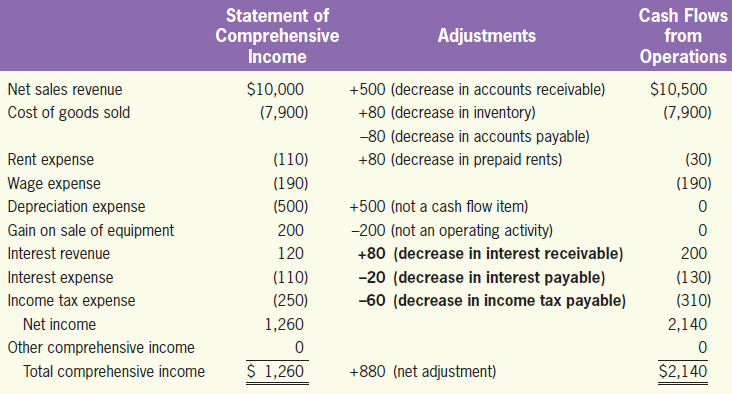 Statement of Comprehensive Income Adjustments Cash Flows from Operations
Net sales revenue $10,000 +500 (decrease in accounts receivable) $10,500
Cost of goods sold (7,900) +80 (decrease in inventory) (7,900)
–80 (decrease in accounts payable)
Rent expense (110) +80 (decrease in prepaid rents) (30)
Wage expense (190) (190)
Depreciation expense (500) +500 (not a cash flow item) 0
Gain on sale of equipment 200 –200 (not an operating activity) 0
Interest revenue 120 +80 (decrease in interest receivable) 200
Interest expense (110) –20 (decrease in interest payable) (130)
Income tax expense (250) –60 (decrease in income tax payable) (310)
Net income 1,260 2,140
Other comprehensive income 0 0
Total comprehensive income $ 1,260 +880 (net adjustment) $2,140